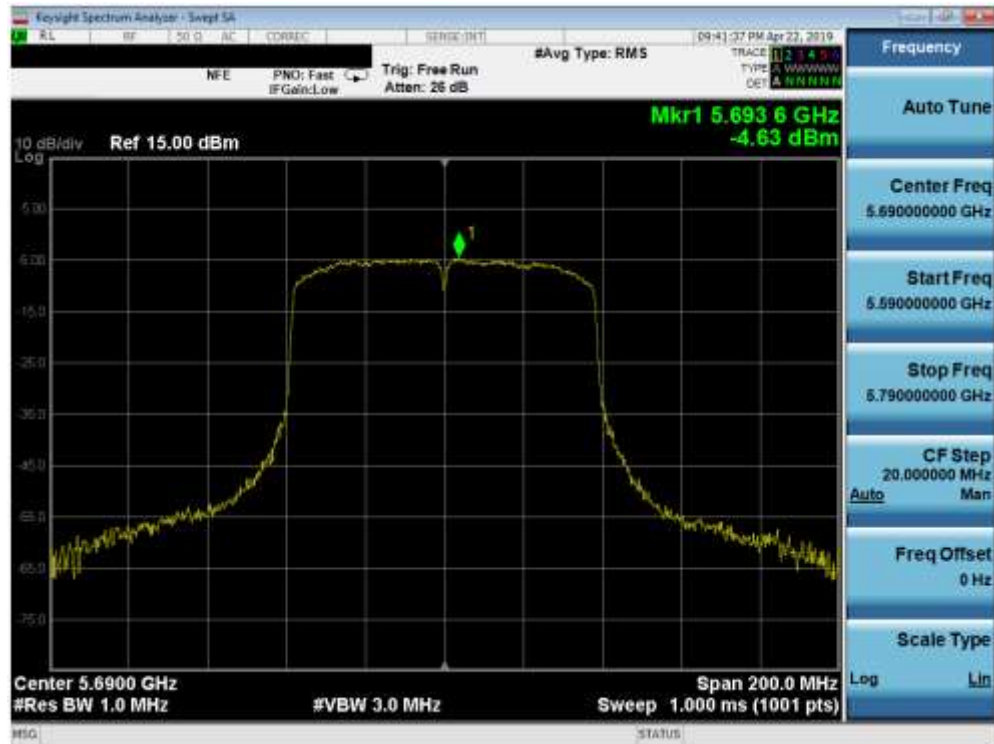 Keysight Spectrum Analyzer - Swept SA
RL RF 50 Ω AC CORREC SENSE:INT 09:41:37 PM Apr 22, 2019
#Avg Type: RMS TRACE 1 2 3 4 5 6
NFE PNO: Fast Trig: Free Run TYPE A WWWWW
IFGain:Low Atten: 26 dB DET A NNNNN
Mkr1 5.693 6 GHz
-4.63 dBm
10 dB/div Ref 15.00 dBm
Log
-15.0
-25.0
-35.0
-45.0
-55.0
-65.0
-75.0
1
Center 5.6900 GHz Span 200.0 MHz
#Res BW 1.0 MHz #VBW 3.0 MHz Sweep 1.000 ms (1001 pts)
MSG STATUS
Frequency
Auto Tune
Center Freq
5.690000000 GHz
Start Freq
5.590000000 GHz
Stop Freq
5.790000000 GHz
CF Step
20.000000 MHz
Auto Man
Freq Offset
0 Hz
Scale Type
Log Lin